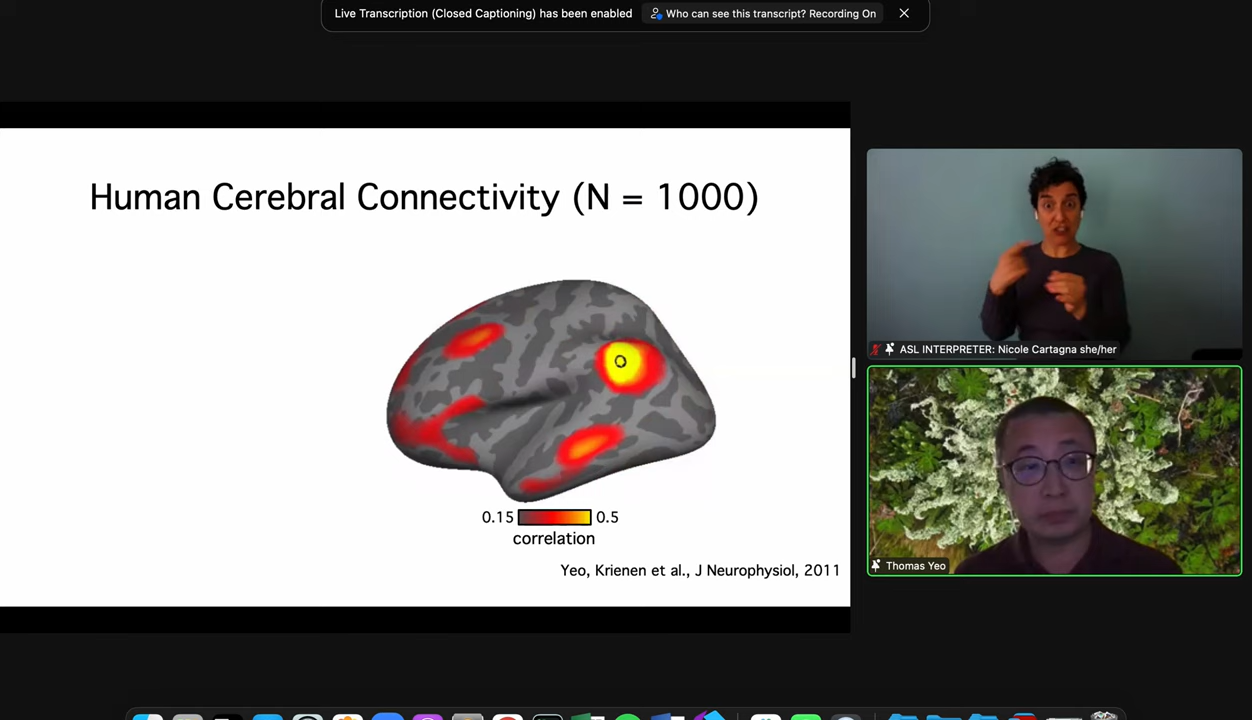 Live Transcription (Closed Captioning) has been enabled
Who can see this transcript? Recording On
Human Cerebral Connectivity (N = 1000)
0.15
0.5
correlation
Yeo, Krienen et al., J Neurophysiol, 2011
ASL INTERPRETER: Nicole Cartagna she/her
Thomas Yeo